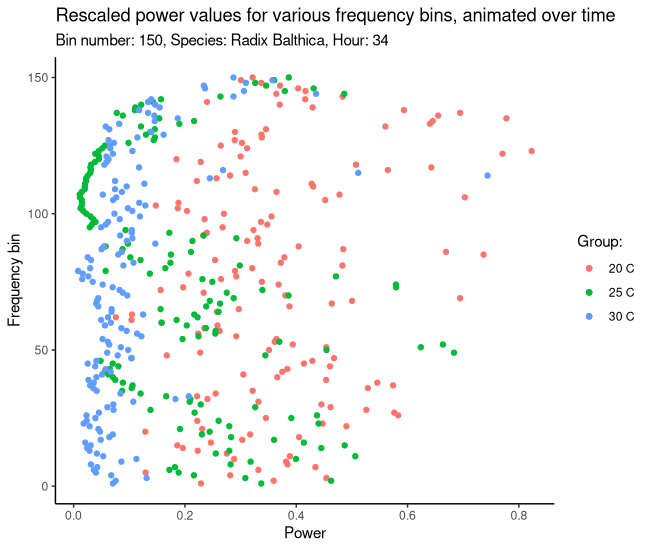 Rescaled power values for various frequency bins, animated over time
Bin number: 150, Species: Radix Balthica, Hour: 34
150
100
50
0
Frequency bin
0.0 0.2 0.4 0.6 0.8
Power
Group:
20 C
25 C
30 C